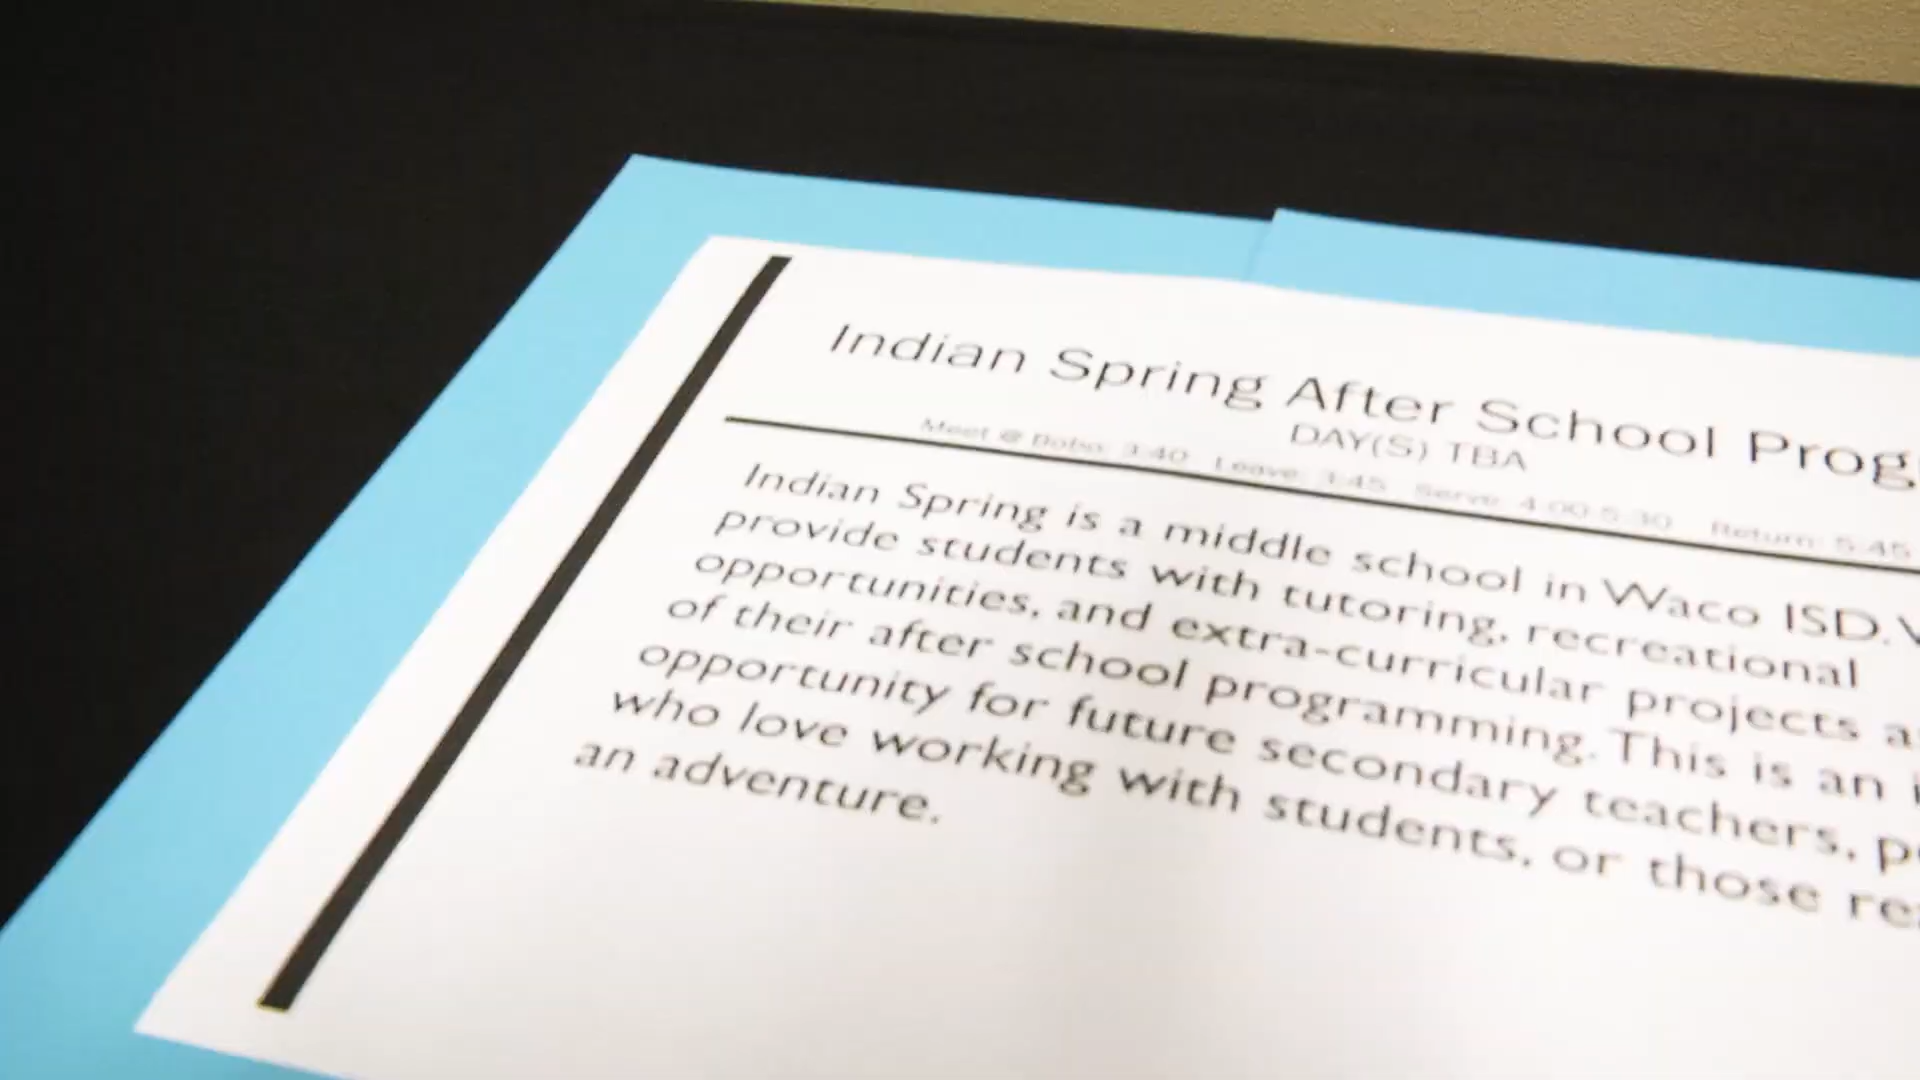 Indian Spring After School Prog
DAY(S) TBA
Meet @ Bobo: 3:40 Leave: 3:45 Serve: 4:00-5:30 Return: 5:45
Indian Spring is a middle school in Waco ISD.
provide students with tutoring, recreational
opportunities, and extra-curricular projects
of their after school programming. This is an
opportunity for future secondary teachers,
who love working with students, or those
an adventure.